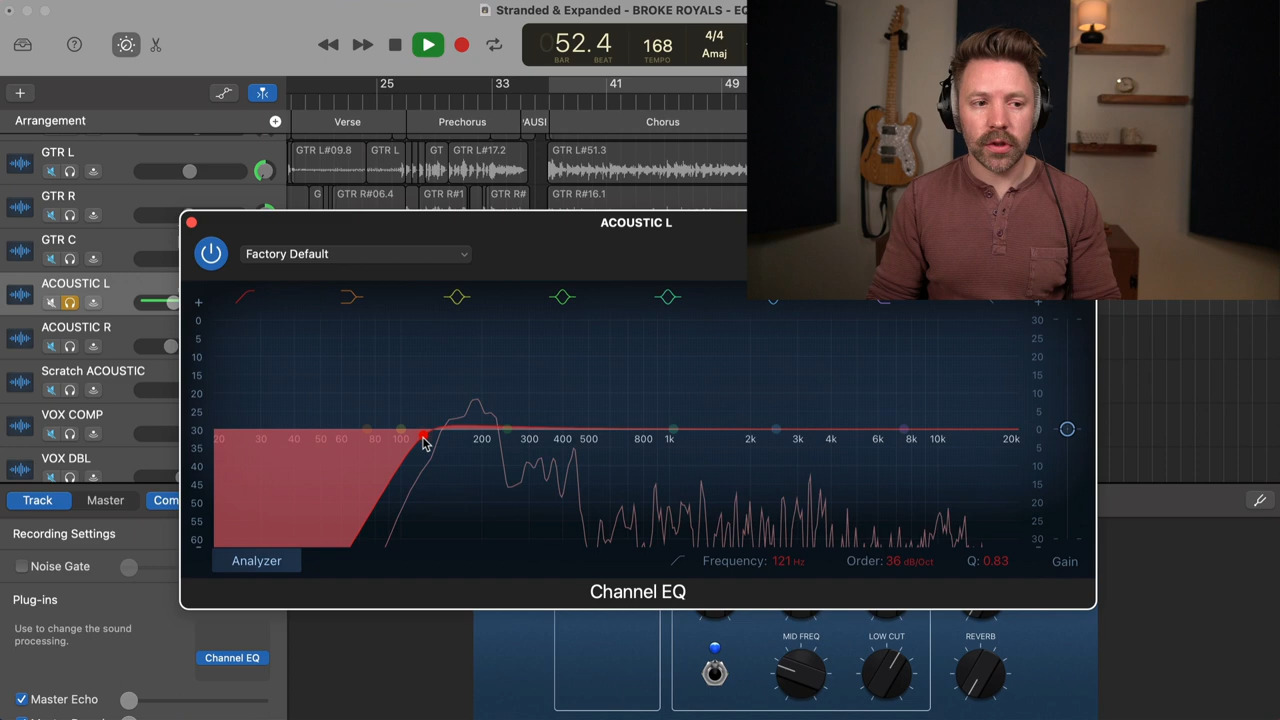 Stranded & Expanded - BROKE ROYALS - EQ
052.4
BAR BEAT
168
TEMPO
4/4
Amaj
25 33 41 49
Arrangement
Verse Prechorus Chorus
GTR L
GTR L#09.8 GTR L GT GTR L#17.2 GTR L#51.3
GTR R
G GTR R#06.4 GTR R#1 GTR R# GTR R#16.1
GTR C
ACOUSTIC L
ACOUSTIC R
Scratch ACOUSTIC
VOX COMP
VOX DBL
ACOUSTIC L
Factory Default
+ +
0 30
5 25
10 20
15 15
20 10
25 5
30 0
35 5
40 10
45 15
50 20
55 25
60 30
- -
20 30 40 50 60 80 100 200 300 400 500 800 1k 2k 3k 4k 6k 8k 10k 20k
Analyzer
Frequency: 121 Hz Order: 36 dB/Oct Q: 0.83 Gain
Channel EQ
Track Master Com
Recording Settings
Noise Gate
Plug-ins
Use to change the sound
processing.
Channel EQ
Master Echo
MID FREQ LOW CUT REVERB